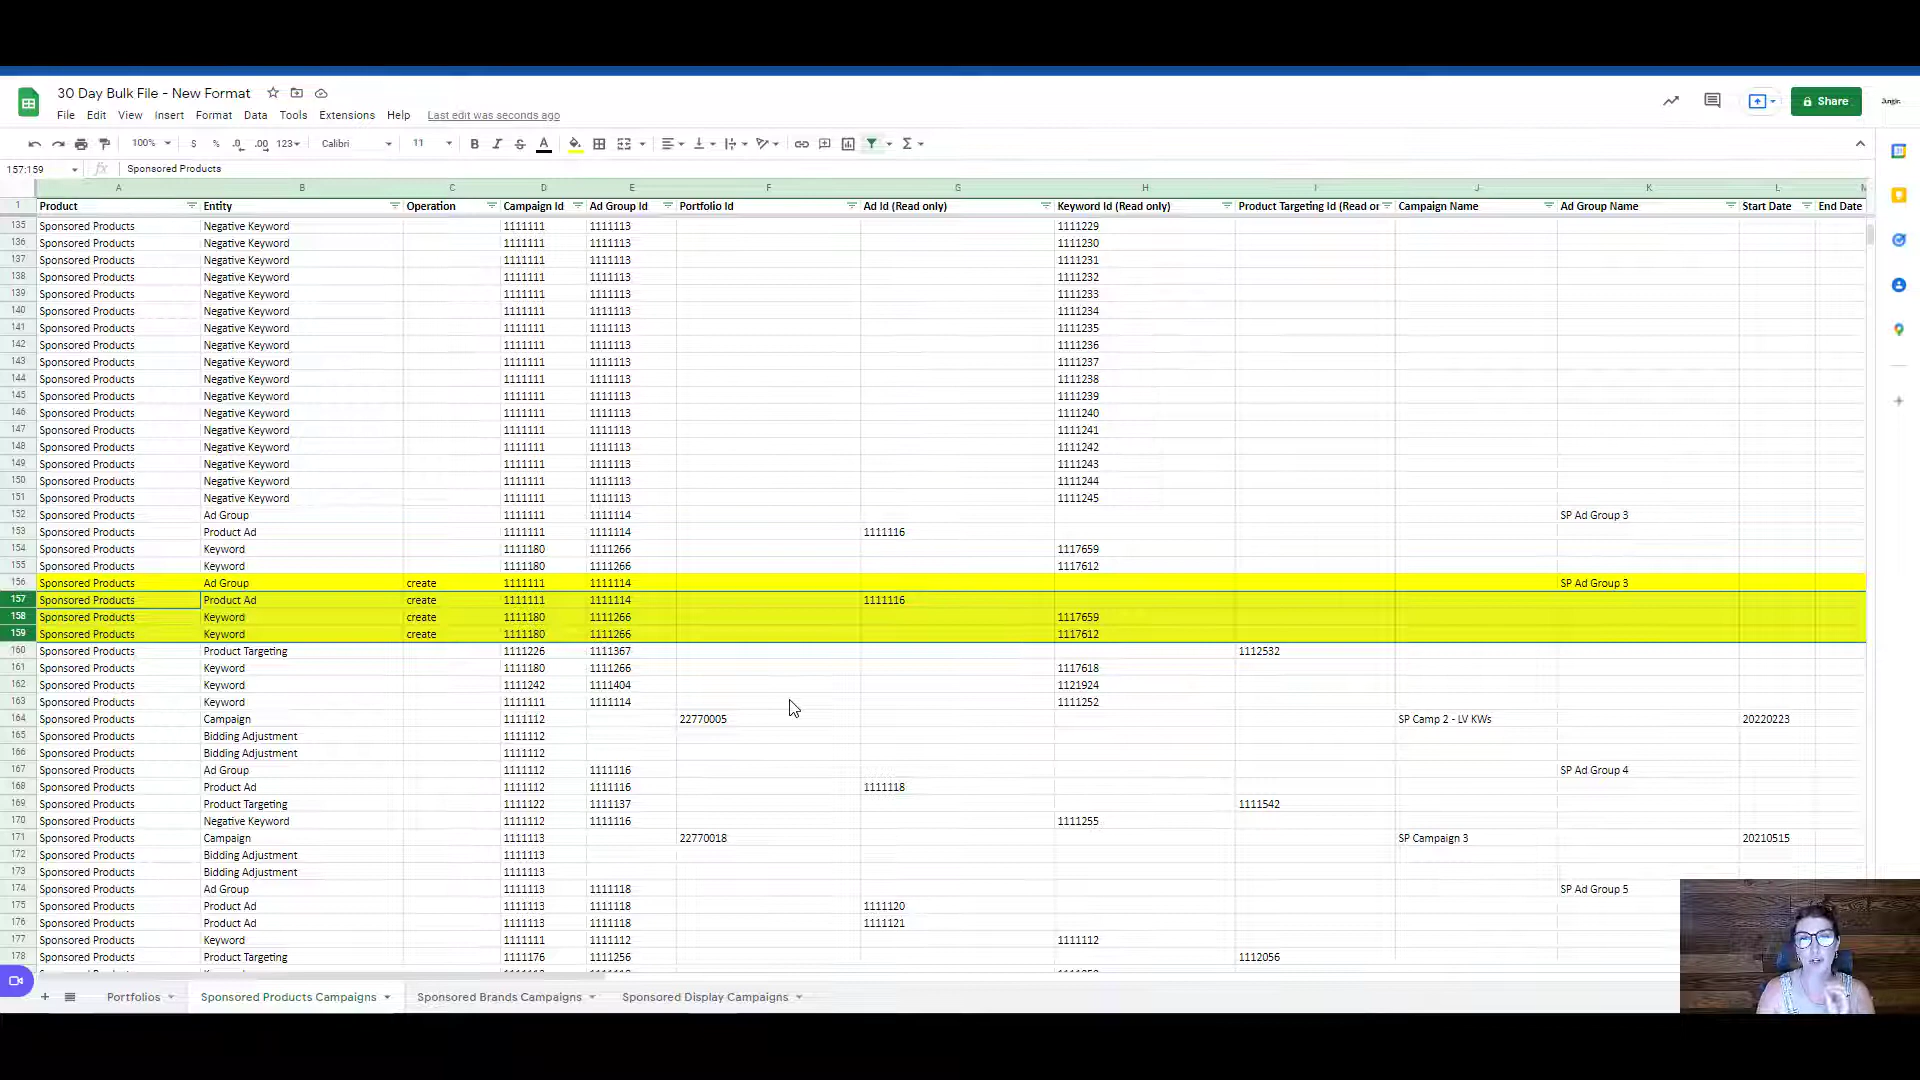 30 Day Bulk File - New Format
File Edit View Insert Format Data Tools Extensions Help Last edit was seconds ago
Share
100% $ % .0 .00 123 Calibri 11 B I S A
157:159 fx Sponsored Products
A B C D E F G H I J K L M
1 Product Entity Operation Campaign Id Ad Group Id Portfolio Id Ad Id (Read only) Keyword Id (Read only) Product Targeting Id (Read or Campaign Name Ad Group Name Start Date End Date
135 Sponsored Products Negative Keyword 1111111 1111113 1111229
136 Sponsored Products Negative Keyword 1111111 1111113 1111230
137 Sponsored Products Negative Keyword 1111111 1111113 1111231
138 Sponsored Products Negative Keyword 1111111 1111113 1111232
139 Sponsored Products Negative Keyword 1111111 1111113 1111233
140 Sponsored Products Negative Keyword 1111111 1111113 1111234
141 Sponsored Products Negative Keyword 1111111 1111113 1111235
142 Sponsored Products Negative Keyword 1111111 1111113 1111236
143 Sponsored Products Negative Keyword 1111111 1111113 1111237
144 Sponsored Products Negative Keyword 1111111 1111113 1111238
145 Sponsored Products Negative Keyword 1111111 1111113 1111239
146 Sponsored Products Negative Keyword 1111111 1111113 1111240
147 Sponsored Products Negative Keyword 1111111 1111113 1111241
148 Sponsored Products Negative Keyword 1111111 1111113 1111242
149 Sponsored Products Negative Keyword 1111111 1111113 1111243
150 Sponsored Products Negative Keyword 1111111 1111113 1111244
151 Sponsored Products Negative Keyword 1111111 1111113 1111245
152 Sponsored Products Ad Group 1111111 1111114 SP Ad Group 3
153 Sponsored Products Product Ad 1111111 1111114 1111116
154 Sponsored Products Keyword 1111180 1111266 1117659
155 Sponsored Products Keyword 1111180 1111266 1117612
156 Sponsored Products Ad Group create 1111111 1111114 SP Ad Group 3
157 Sponsored Products Product Ad create 1111111 1111114 1111116
158 Sponsored Products Keyword create 1111180 1111266 1117659
159 Sponsored Products Keyword create 1111180 1111266 1117612
160 Sponsored Products Product Targeting 1111226 1111367 1112532
161 Sponsored Products Keyword 1111180 1111266 1117618
162 Sponsored Products Keyword 1111242 1111404 1121924
163 Sponsored Products Keyword 1111111 1111114 1111252
164 Sponsored Products Campaign 1111112 22770005 SP Camp 2 - LV KWs 20220223
165 Sponsored Products Bidding Adjustment 1111112
166 Sponsored Products Bidding Adjustment 1111112
167 Sponsored Products Ad Group 1111112 1111116 SP Ad Group 4
168 Sponsored Products Product Ad 1111112 1111116 1111118
169 Sponsored Products Product Targeting 1111122 1111137 1111542
170 Sponsored Products Negative Keyword 1111112 1111116 1111255
171 Sponsored Products Campaign 1111113 22770018 SP Campaign 3 20210515
172 Sponsored Products Bidding Adjustment 1111113
173 Sponsored Products Bidding Adjustment 1111113
174 Sponsored Products Ad Group 1111113 1111118 SP Ad Group 5
175 Sponsored Products Product Ad 1111113 1111118 1111120
176 Sponsored Products Product Ad 1111113 1111118 1111121
177 Sponsored Products Keyword 1111111 1111112 1111112
178 Sponsored Products Product Targeting 1111176 1111256 1112056
Portfolios Sponsored Products Campaigns Sponsored Brands Campaigns Sponsored Display Campaigns